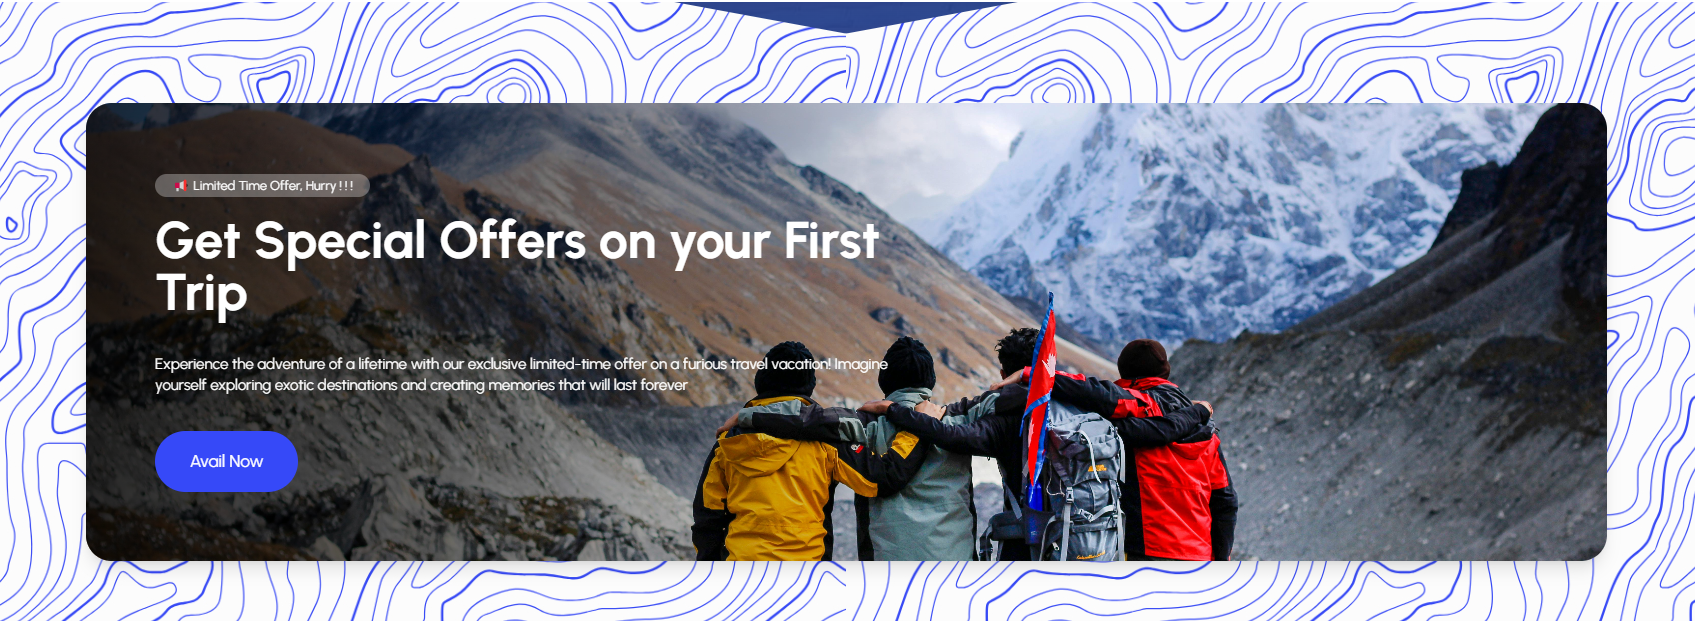 Limited Time Offer, Hurry ! ! !
Get Special Offers on your First
Trip
Experience the adventure of a lifetime with our exclusive limited-time offer on a furious travel vacation! Imagine
yourself exploring exotic destinations and creating memories that will last forever
Avail Now